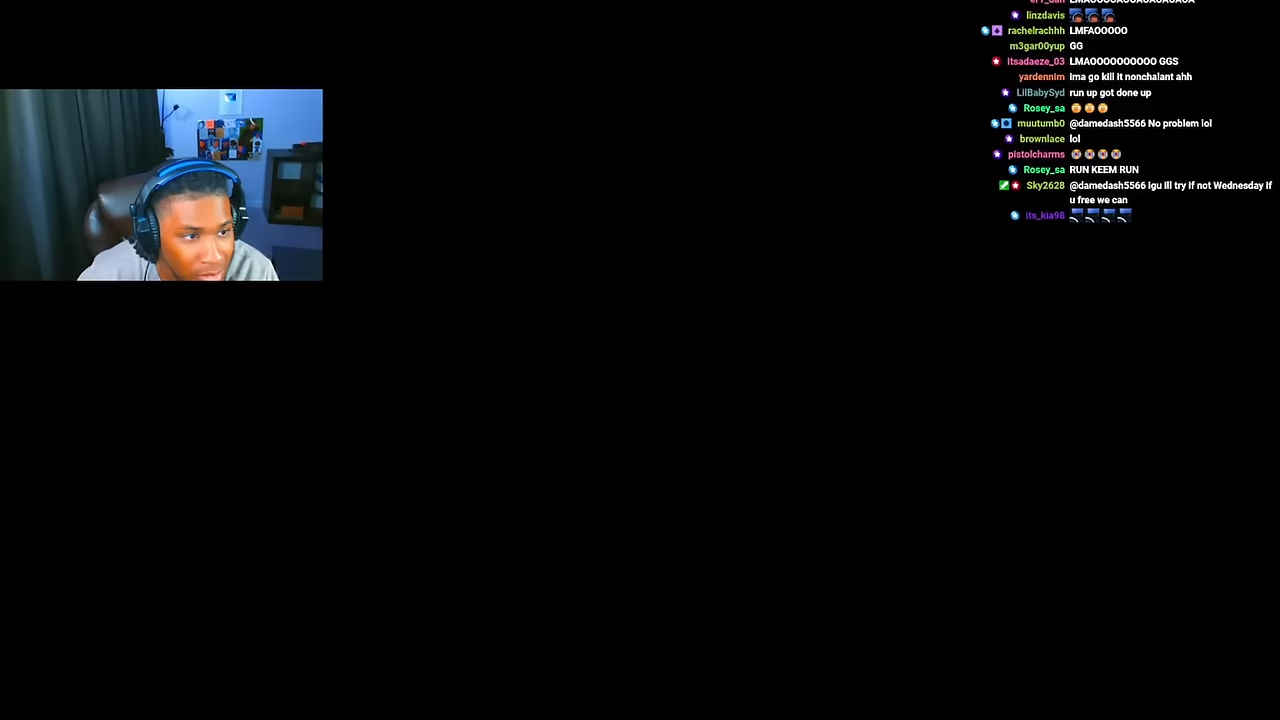 linzdavis
rachelrachhh LMFAOOOOO
m3gar00yup GG
itsadaeze_03 LMAOOOOOOOOOO GGS
yardennim Ima go kill it nonchalant ahh
LilBabySyd run up got done up
Rosey_sa
muutumb0 @damedash5566 No problem lol
brownlace lol
pistolcharms
Rosey_sa RUN KEEM RUN
Sky2628 @damedash5566 Igu Ill try if not Wednesday if
u free we can
its_kia98